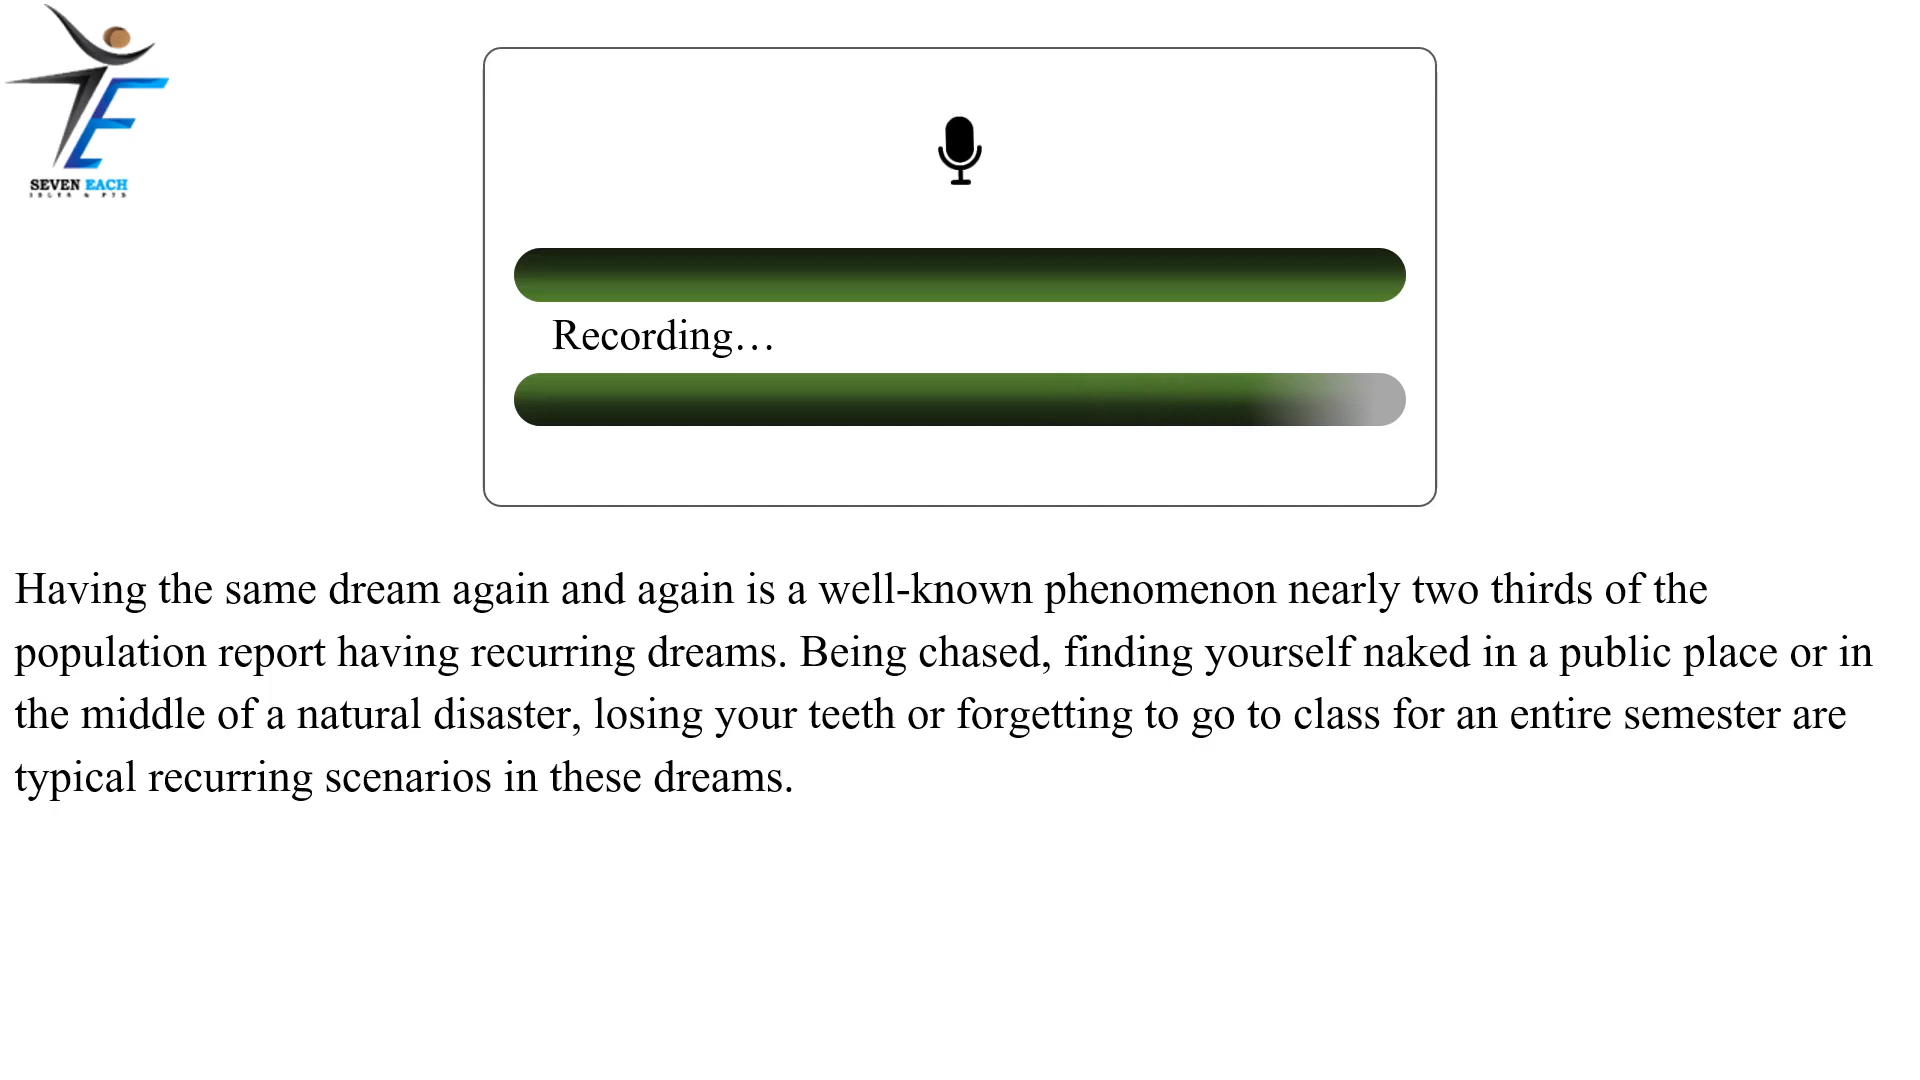 SEVEN EACH
Recording…
Having the same dream again and again is a well-known phenomenon nearly two thirds of the
population report having recurring dreams. Being chased, finding yourself naked in a public place or in
the middle of a natural disaster, losing your teeth or forgetting to go to class for an entire semester are
typical recurring scenarios in these dreams.